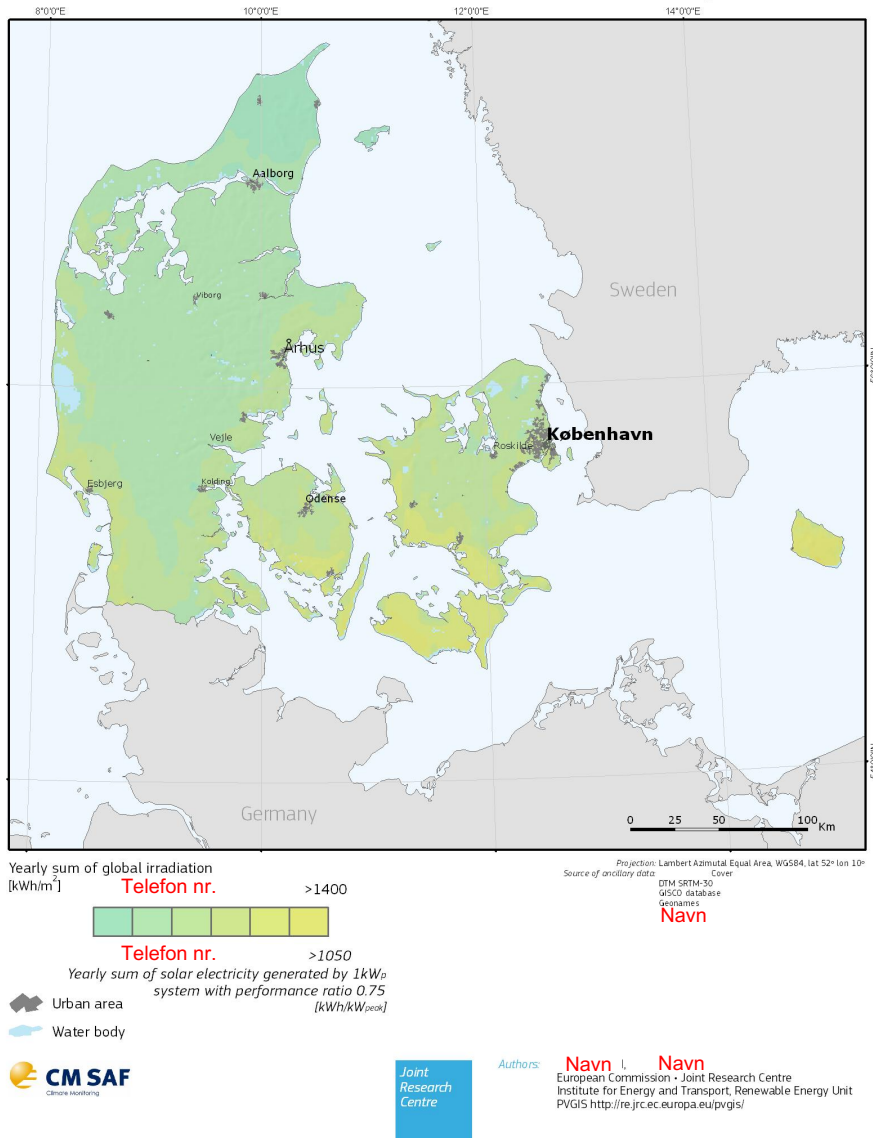 8°0'0"E 10°0'0"E 12°0'0"E 14°0'0"E
Aalborg
Sweden
Viborg
Århus
København
Vejle
Roskilde
Esbjerg
Kolding
Odense
Germany
0 25 50 100 Km
Yearly sum of global irradiation
[kWh/m²]
Telefon nr. >1400
Telefon nr. >1050
Yearly sum of solar electricity generated by 1kWp
system with performance ratio 0.75
[kWh/kWpeak]
Urban area
Water body
Projection: Lambert Azimutal Equal Area, WGS84, lat 52° lon 10°
Source of ancillary data: Cover
DTM SRTM-30
GISCO database
Geonames
Navn
CM SAF
Climate Monitoring
Joint
Research
Centre
Authors: Navn I, Navn
European Commission • Joint Research Centre
Institute for Energy and Transport, Renewable Energy Unit
PVGIS http://re.jrc.ec.europa.eu/pvgis/